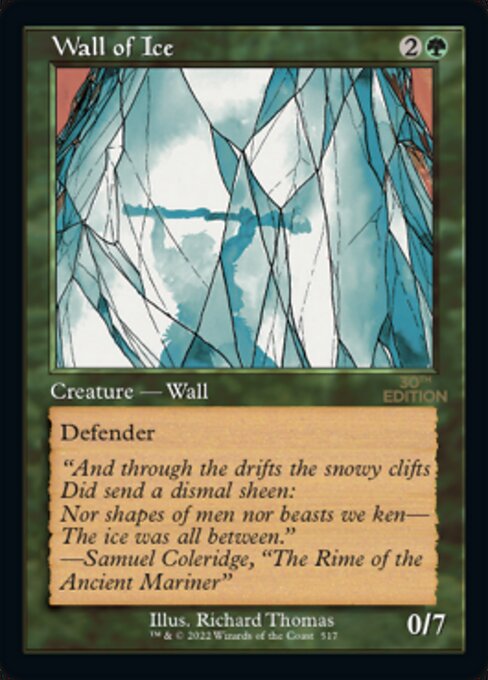 Wall of Ice 2
30TH
EDITION
Creature — Wall
Defender
“And through the drifts the snowy clifts
Did send a dismal sheen:
Nor shapes of men nor beasts we ken—
The ice was all between.”
—Samuel Coleridge, “The Rime of the
Ancient Mariner”
Illus. Richard Thomas
™ & © 2022 Wizards of the Coast 517
0/7